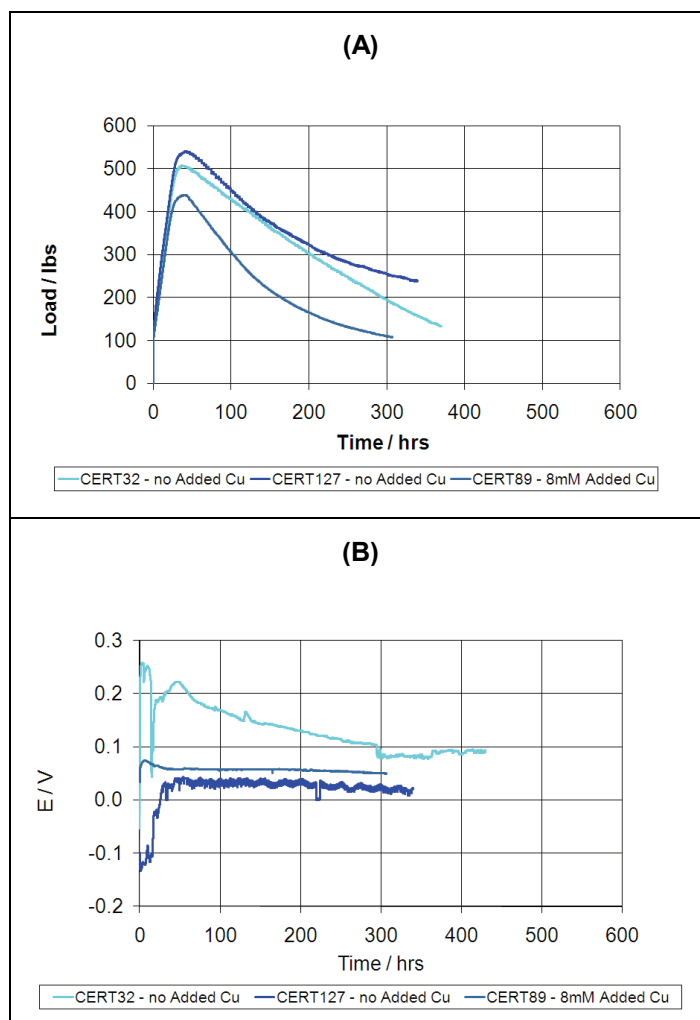 (A)
600
500
400
300
200
100
0
Load / lbs
0 100 200 300 400 500 600
Time / hrs
CERT32 - no Added Cu CERT127 - no Added Cu CERT89 - 8mM Added Cu
(B)
0.3
0.2
0.1
0.0
-0.1
-0.2
E / V
0 100 200 300 400 500 600
Time / hrs
CERT32 - no Added Cu CERT127 - no Added Cu CERT89 - 8mM Added Cu